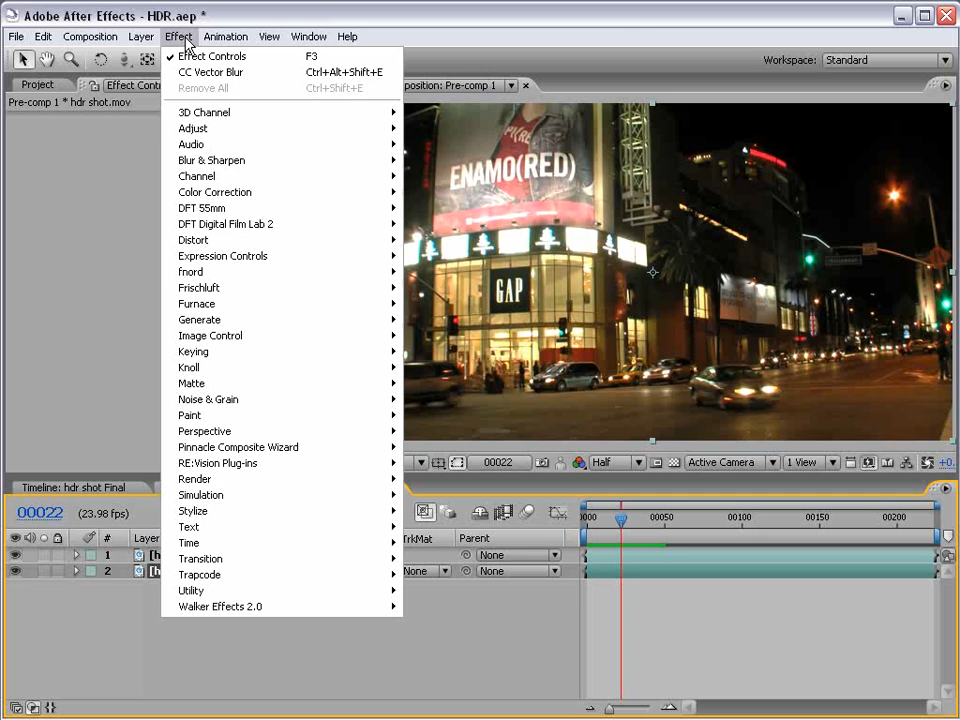 Adobe After Effects - HDR.aep *
File Edit Composition Layer Effect Animation View Window Help
Workspace: Standard
Project Effect Contr
position: Pre-comp 1
Pre-comp 1 * hdr shot.mov
Effect Controls F3
CC Vector Blur Ctrl+Alt+Shift+E
Remove All Ctrl+Shift+E
3D Channel
Adjust
Audio
Blur & Sharpen
Channel
Color Correction
DFT 55mm
DFT Digital Film Lab 2
Distort
Expression Controls
fnord
Frischluft
Furnace
Generate
Image Control
Keying
Knoll
Matte
Noise & Grain
Paint
Perspective
Pinnacle Composite Wizard
RE:Vision Plug-ins
Render
Simulation
Stylize
Text
Time
Transition
Trapcode
Utility
Walker Effects 2.0
(RED)
ENAMO(RED)
GAP
00022 Half Active Camera 1 View +0.
Timeline: hdr shot Final
00022 (23.98 fps)
0000 00050 00100 00150 00200
# Layer TrkMat Parent
1 [h None
2 [h None None